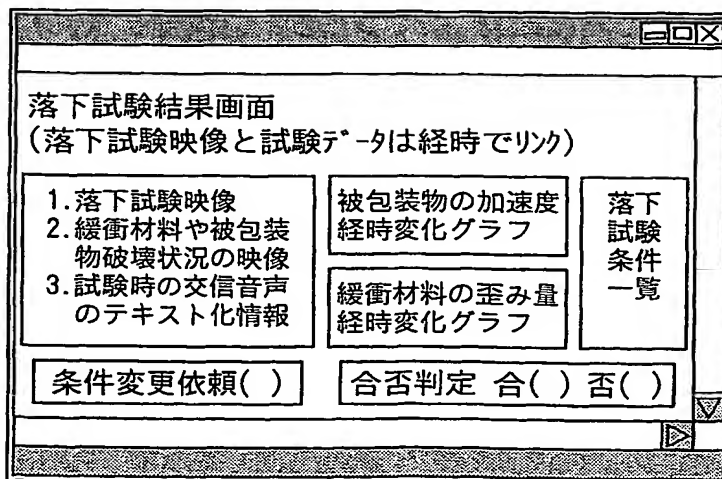 落下試験結果画面
(落下試験映像と試験ﾃﾞｰﾀは経時でﾘﾝｸ)
1.落下試験映像
2.緩衝材料や被包装
物破壊状況の映像
3.試験時の交信音声
のテキスト化情報
被包装物の加速度
経時変化グラフ
緩衝材料の歪み量
経時変化グラフ
落下
試験
条件
一覧
条件変更依頼( )
合否判定 合( ) 否( )